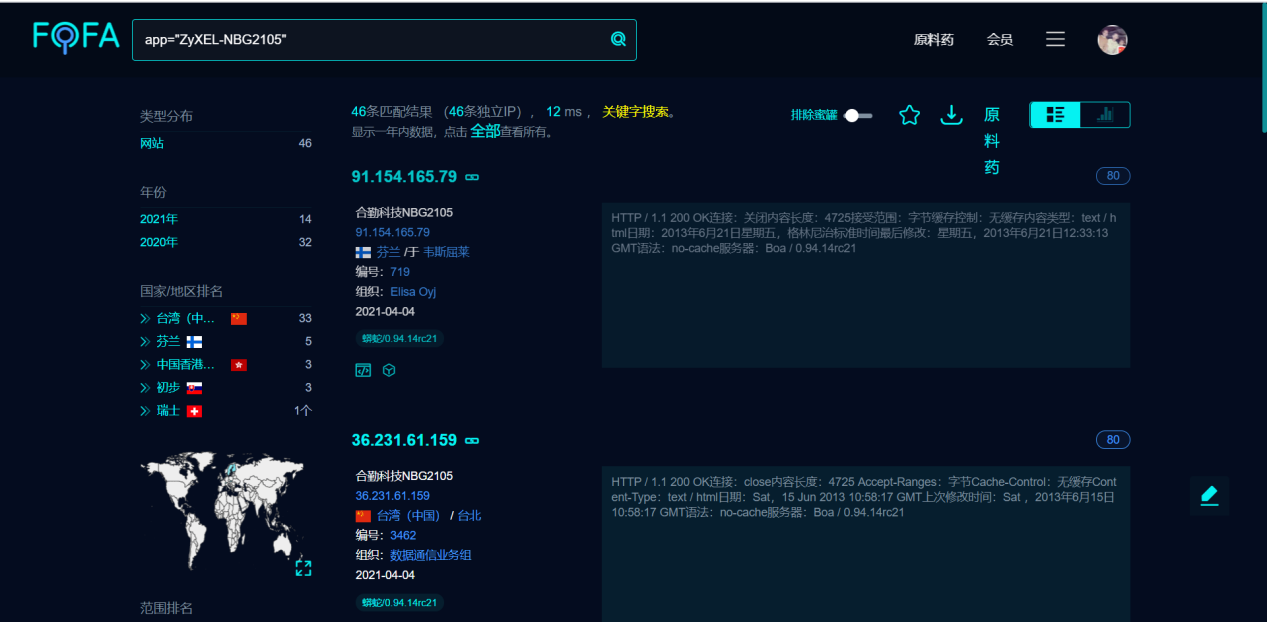 FOFA
app="ZyXEL-NBG2105"
原料药
会员
类型分布
网站 46
年份
2021年 14
2020年 32
国家/地区排名
台湾（中... 33
芬兰 5
中国香港... 3
初步 3
瑞士 1个
范围排名
46条匹配结果 （46条独立IP）， 12 ms ， 关键字搜索。
显示一年内数据，点击 全部查看所有。
排除蜜罐
原
料
药
91.154.165.79
80
合勤科技NBG2105
91.154.165.79
芬兰 /于 韦斯屈莱
编号：719
组织：Elisa Oyj
2021-04-04
蟒蛇/0.94.14rc21
HTTP / 1.1 200 OK连接：关闭内容长度：4725接受范围：字节缓存控制：无缓存内容类型：text / h
tml日期：2013年6月21日星期五，格林尼治标准时间最后修改：星期五，2013年6月21日12:33:13
GMT语法：no-cache服务器：Boa / 0.94.14rc21
36.231.61.159
80
合勤科技NBG2105
36.231.61.159
台湾（中国） / 台北
编号：3462
组织：数据通信业务组
2021-04-04
蟒蛇/0.94.14rc21
HTTP / 1.1 200 OK连接：close内容长度：4725 Accept-Ranges：字节Cache-Control：无缓存Cont
ent-Type：text / html日期：Sat，15 Jun 2013 10:58:17 GMT上次修改时间：Sat ，2013年6月15日
10:58:17 GMT语法：no-cache服务器：Boa / 0.94.14rc21